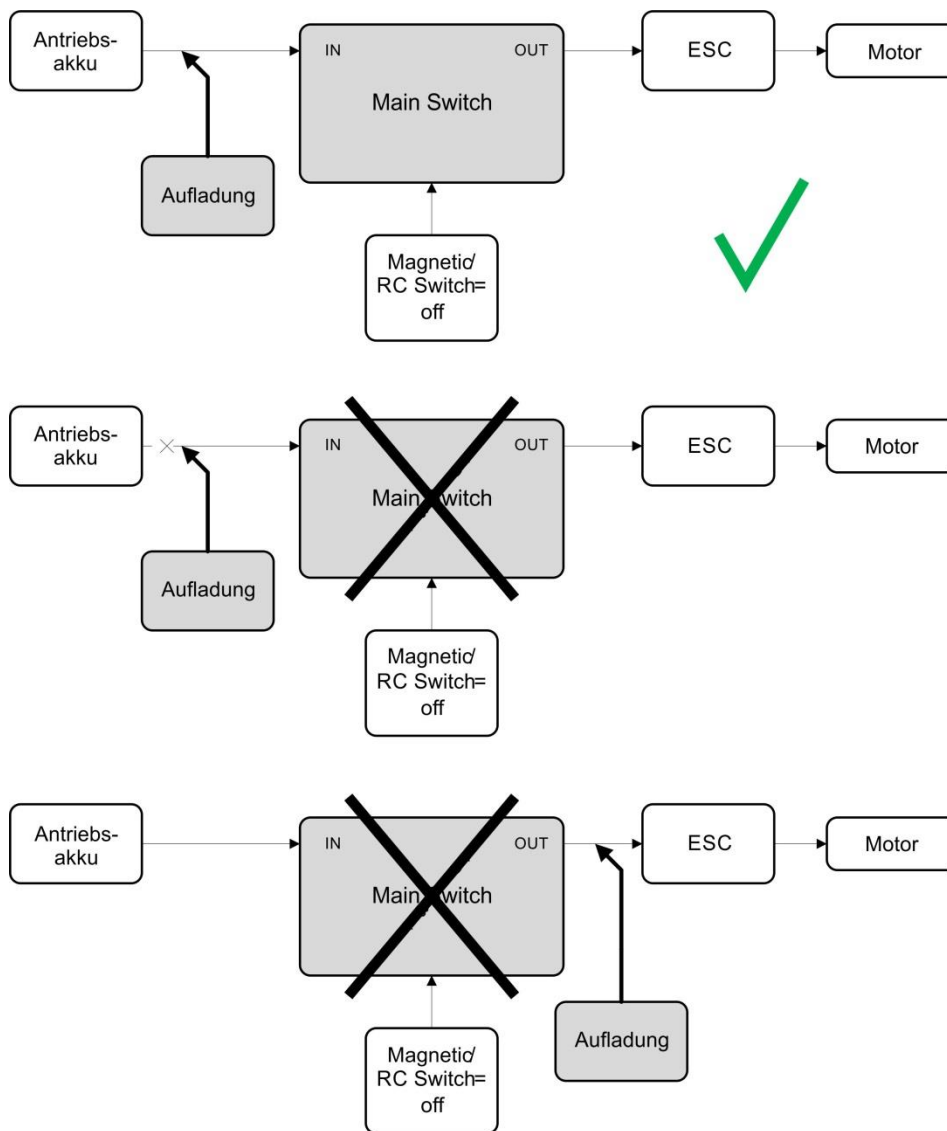 Antriebs-
akku
IN
OUT
Main Switch
ESC
Motor
Aufladung
Magnetic/
RC Switch=
off
Antriebs-
akku
IN
OUT
Main Switch
ESC
Motor
Aufladung
Magnetic/
RC Switch=
off
Antriebs-
akku
IN
OUT
Main Switch
ESC
Motor
Aufladung
Magnetic/
RC Switch=
off